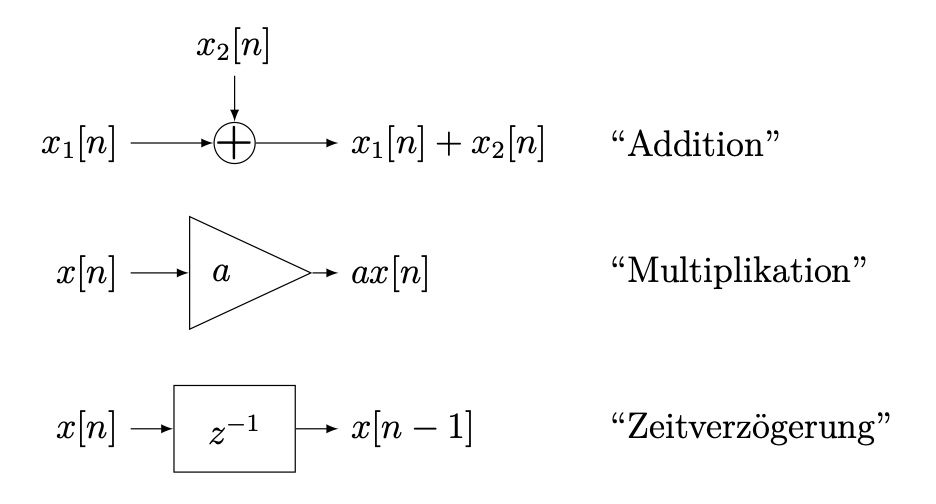 x₂[n]
x₁[n] + x₁[n] + x₂[n] “Addition”
x[n] a ax[n] “Multiplikation”
x[n] z⁻¹ x[n − 1] “Zeitverzögerung”